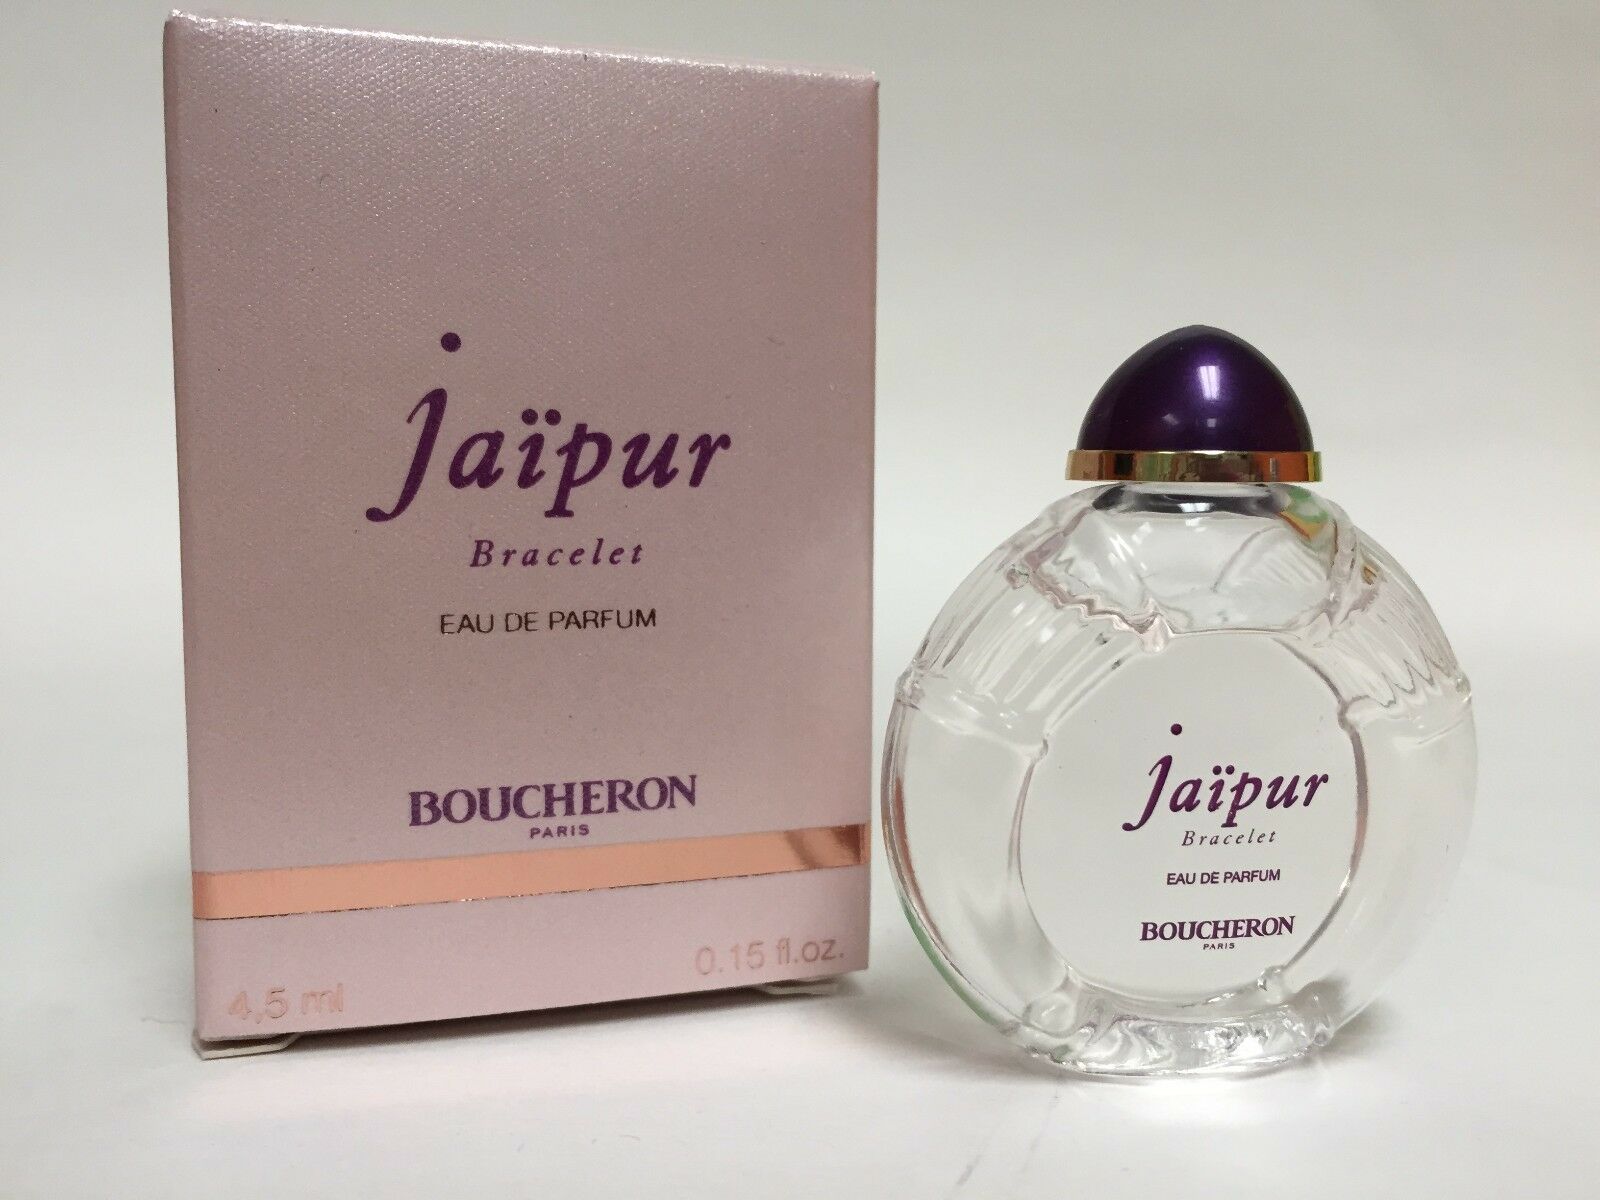 jaïpur
Bracelet
EAU DE PARFUM
BOUCHERON
PARIS
4,5 ml
0.15 fl.oz.
jaïpur
Bracelet
EAU DE PARFUM
BOUCHERON
PARIS